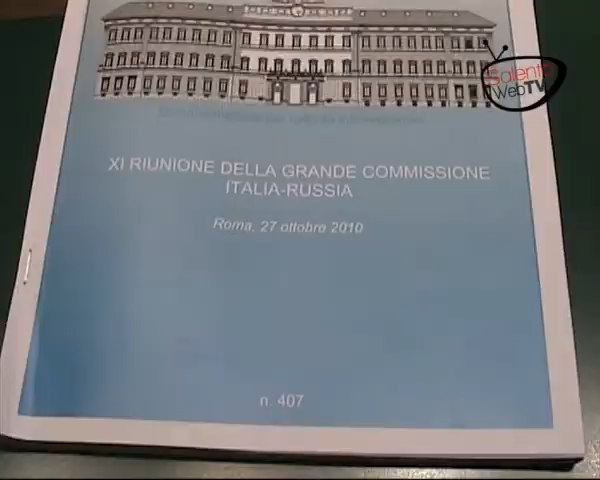 Salento
WebTV
XI RIUNIONE DELLA GRANDE COMMISSIONE
ITALIA-RUSSIA
Roma, 27 ottobre 2010
n. 407